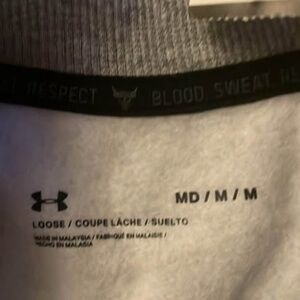 RESPECT BLOOD SWEAT
MD / M / M
LOOSE / COUPE LÂCHE / SUELTO
MADE IN MALAYSIA / FABRIQUÉ EN MALAISIE /
HECHO EN MALASIA